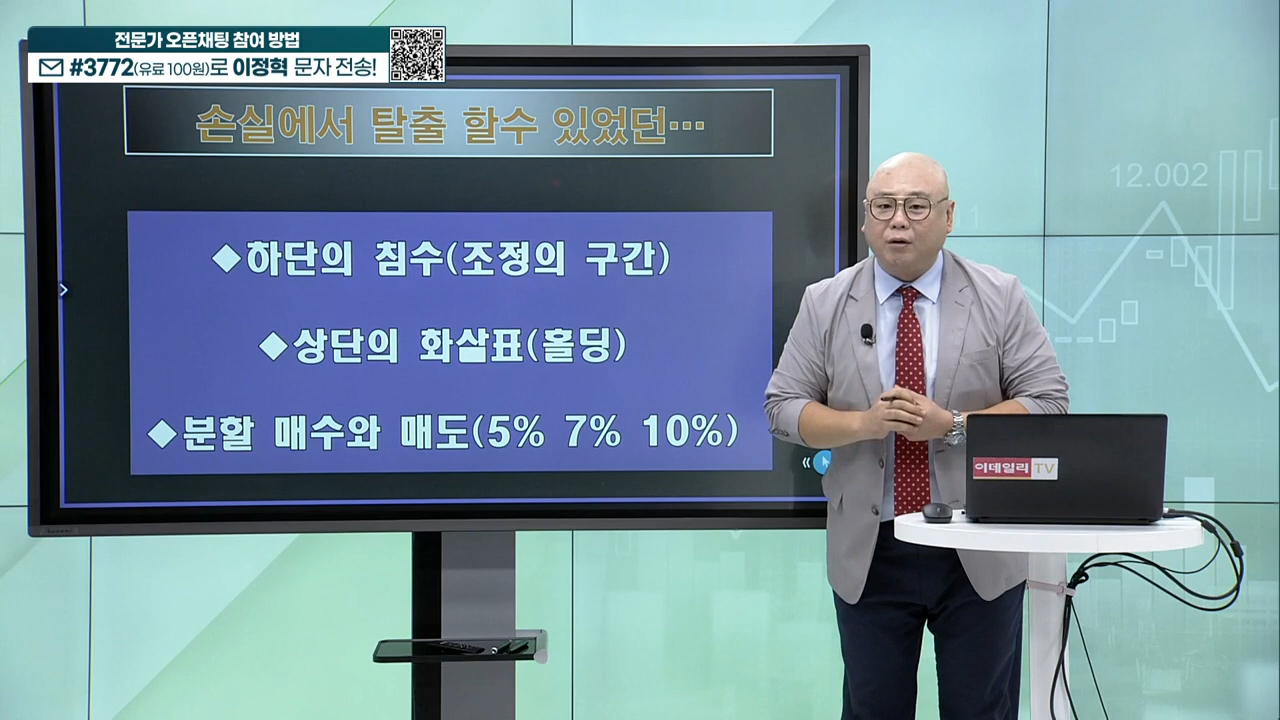 전문가 오픈채팅 참여 방법
#3772(유료 100원)로 이정혁 문자 전송!
손실에서 탈출 할수 있었던…
◆하단의 침수(조정의 구간)
◆상단의 화살표(홀딩)
◆분할 매수와 매도(5% 7% 10%)
12.002
이데일리 TV